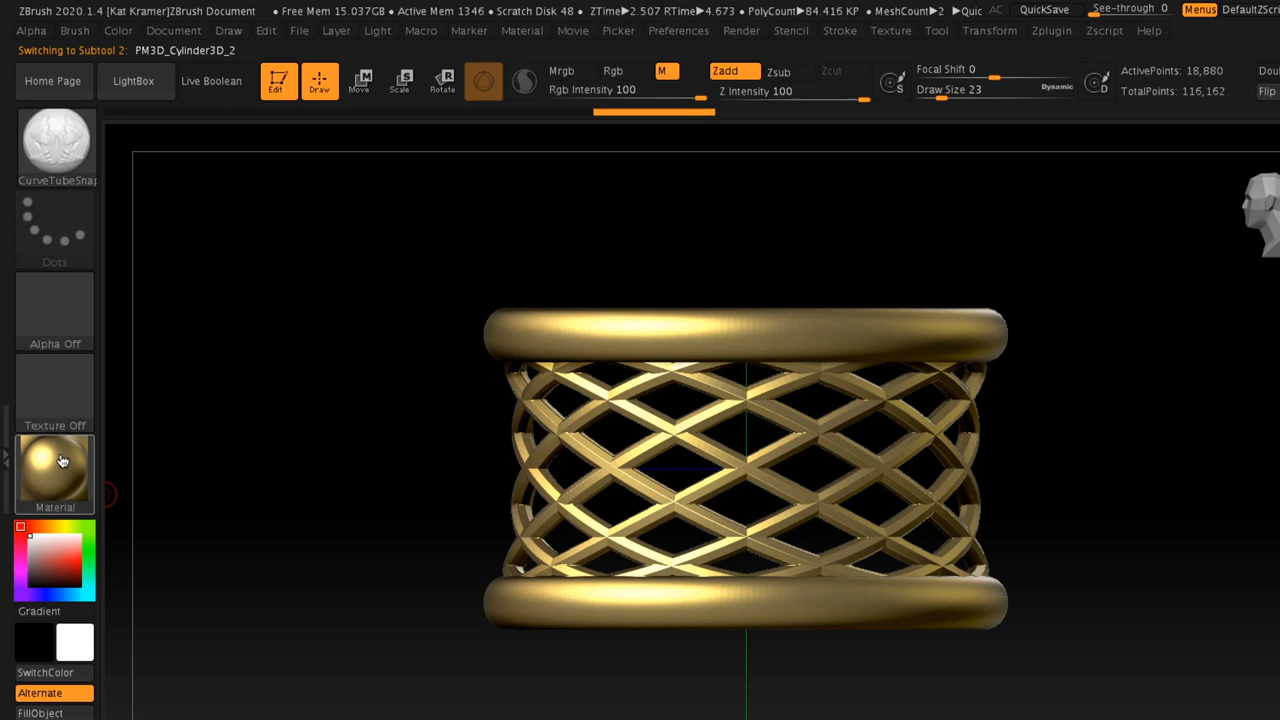 ZBrush 2020.1.4 [Kat Kramer]ZBrush Document • Free Mem 15.037GB • Active Mem 1346 • Scratch Disk 48 • ZTime▶2.507 RTime▶4.673 • PolyCount▶84.416 KP • MeshCount▶2 ▶Quic AC QuickSave See-through 0 Menus DefaultZScri
Alpha Brush Color Document Draw Edit File Layer Light Macro Marker Material Movie Picker Preferences Render Stencil Stroke Texture Tool Transform Zplugin Zscript Help
Switching to Subtool 2: PM3D_Cylinder3D_2
Home Page LightBox Live Boolean Edit Draw Move Scale Rotate Mrgb Rgb M Zadd Zsub Zcut Focal Shift 0 ActivePoints: 18,880 Dou
Rgb Intensity 100 Z Intensity 100 S Draw Size 23 Dynamic D TotalPoints: 116,162 Flip
CurveTubeSnap
Dots
Alpha Off
Texture Off
Material
Gradient
SwitchColor
Alternate
FillObject